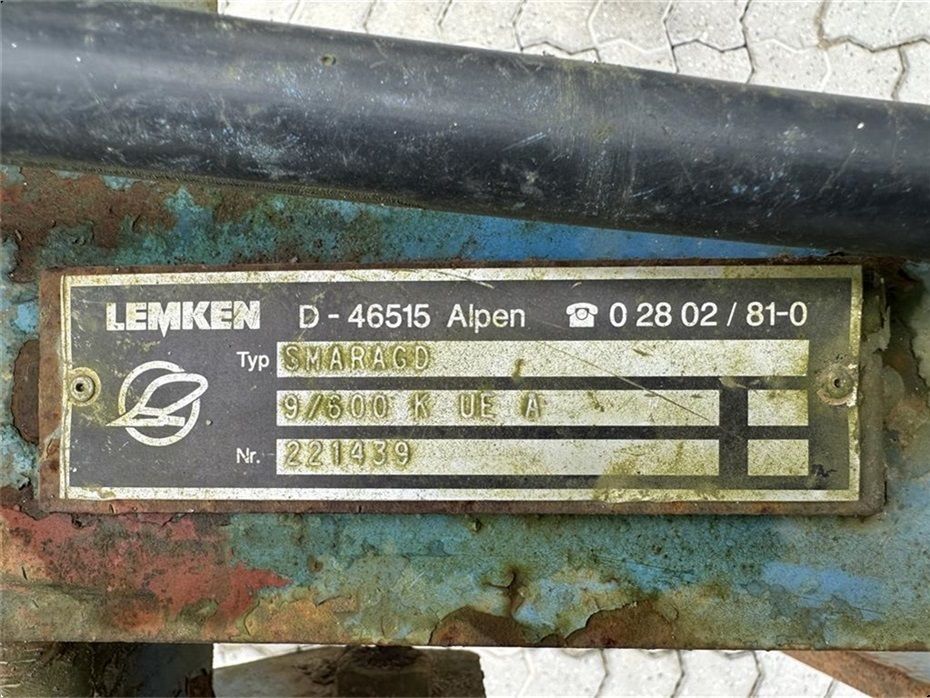 LEMKEN D - 46515 Alpen ☎ 0 28 02 / 81-0
Typ SMARAGD
9/600 K UE A
Nr. 221439